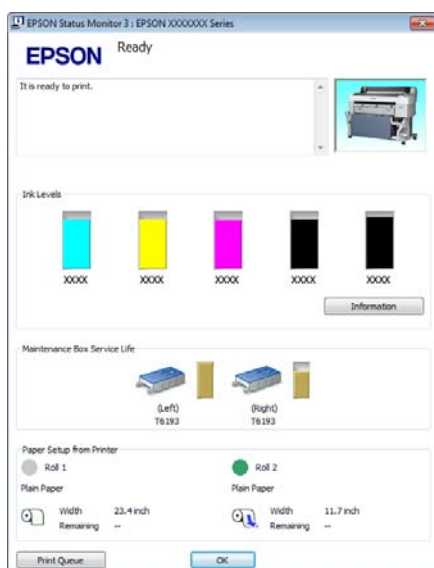 EPSON Status Monitor 3 : EPSON XXXXXXX Series
EPSON
Ready
It is ready to print.
Ink Levels
XXXX XXXX XXXX XXXX XXXX
Information
Maintenance Box Service Life
(Left) (Right)
T6193 T6193
Paper Setup from Printer
Roll 1 Roll 2
Plain Paper Plain Paper
Width 23.4 inch Width 11.7 inch
Remaining -- Remaining --
Print Queue OK